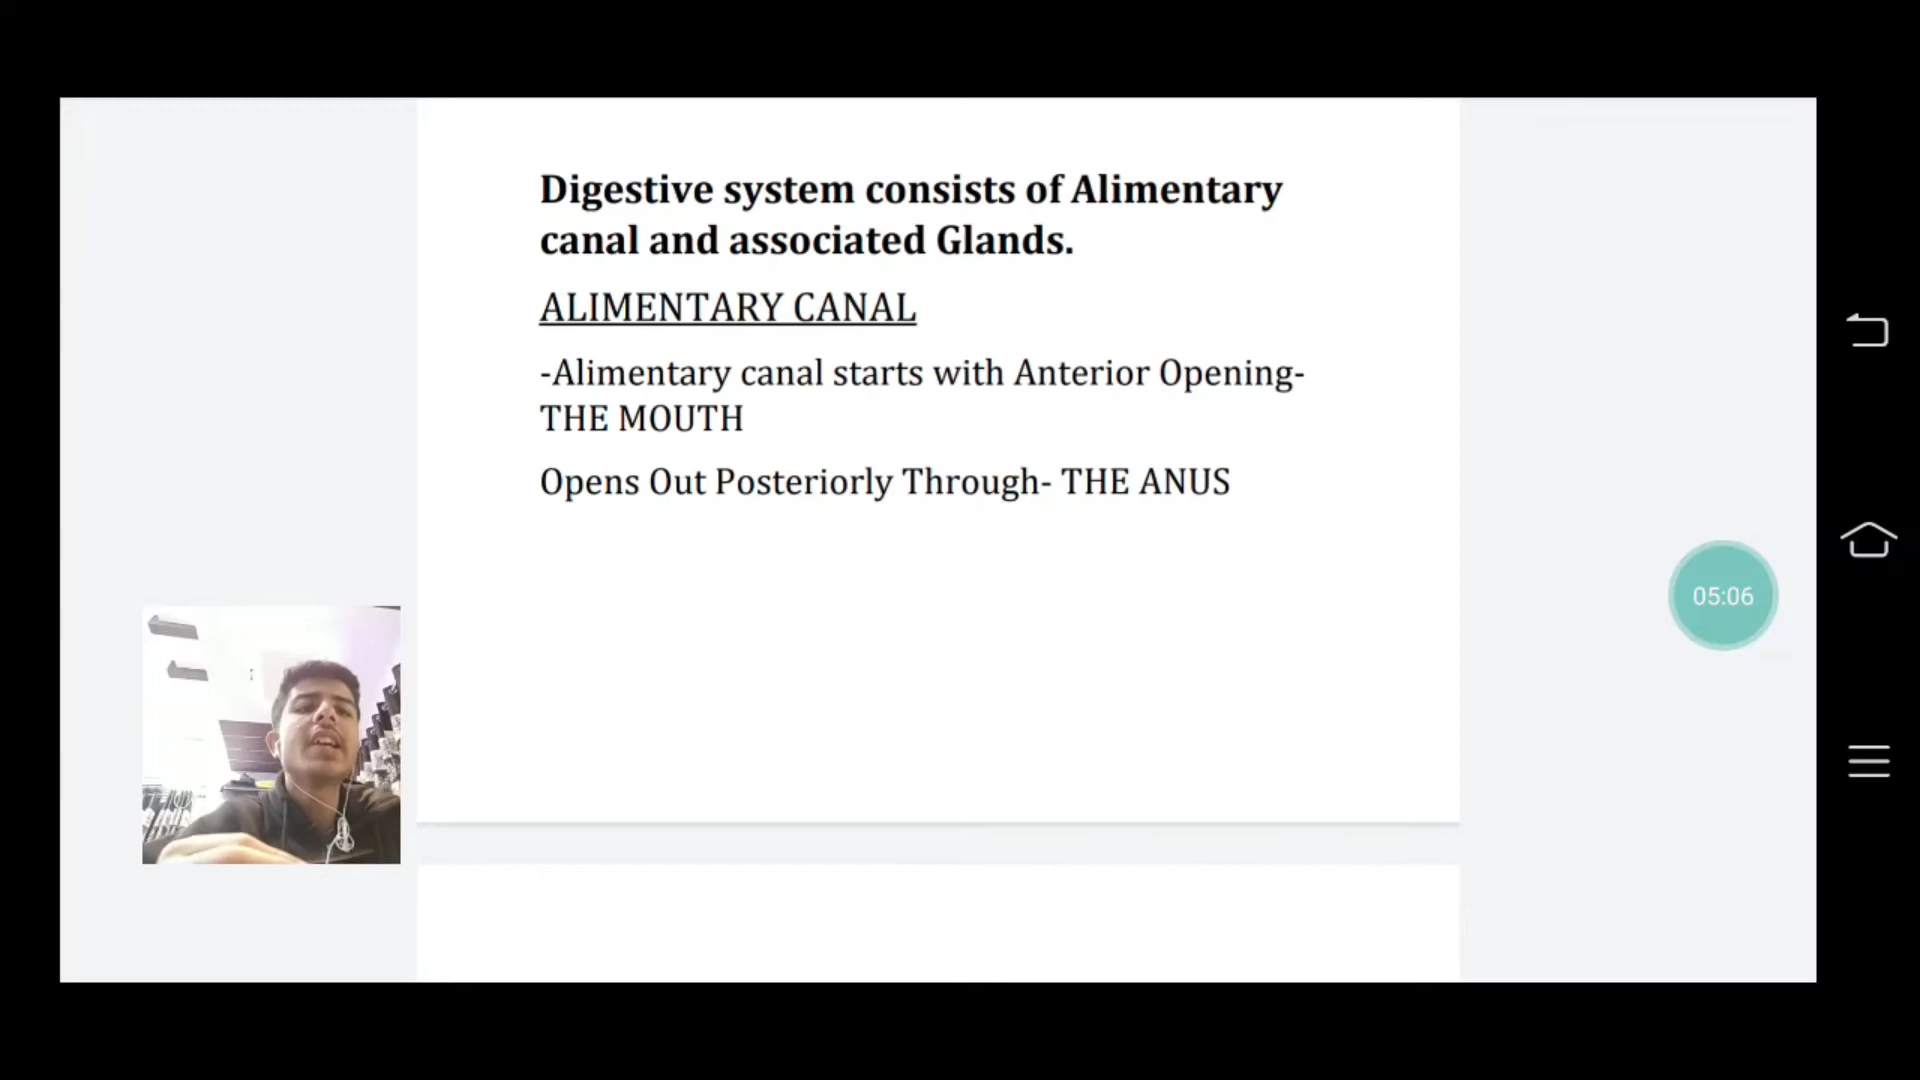 Digestive system consists of Alimentary
canal and associated Glands.
ALIMENTARY CANAL
-Alimentary canal starts with Anterior Opening-
THE MOUTH
Opens Out Posteriorly Through- THE ANUS
05:06